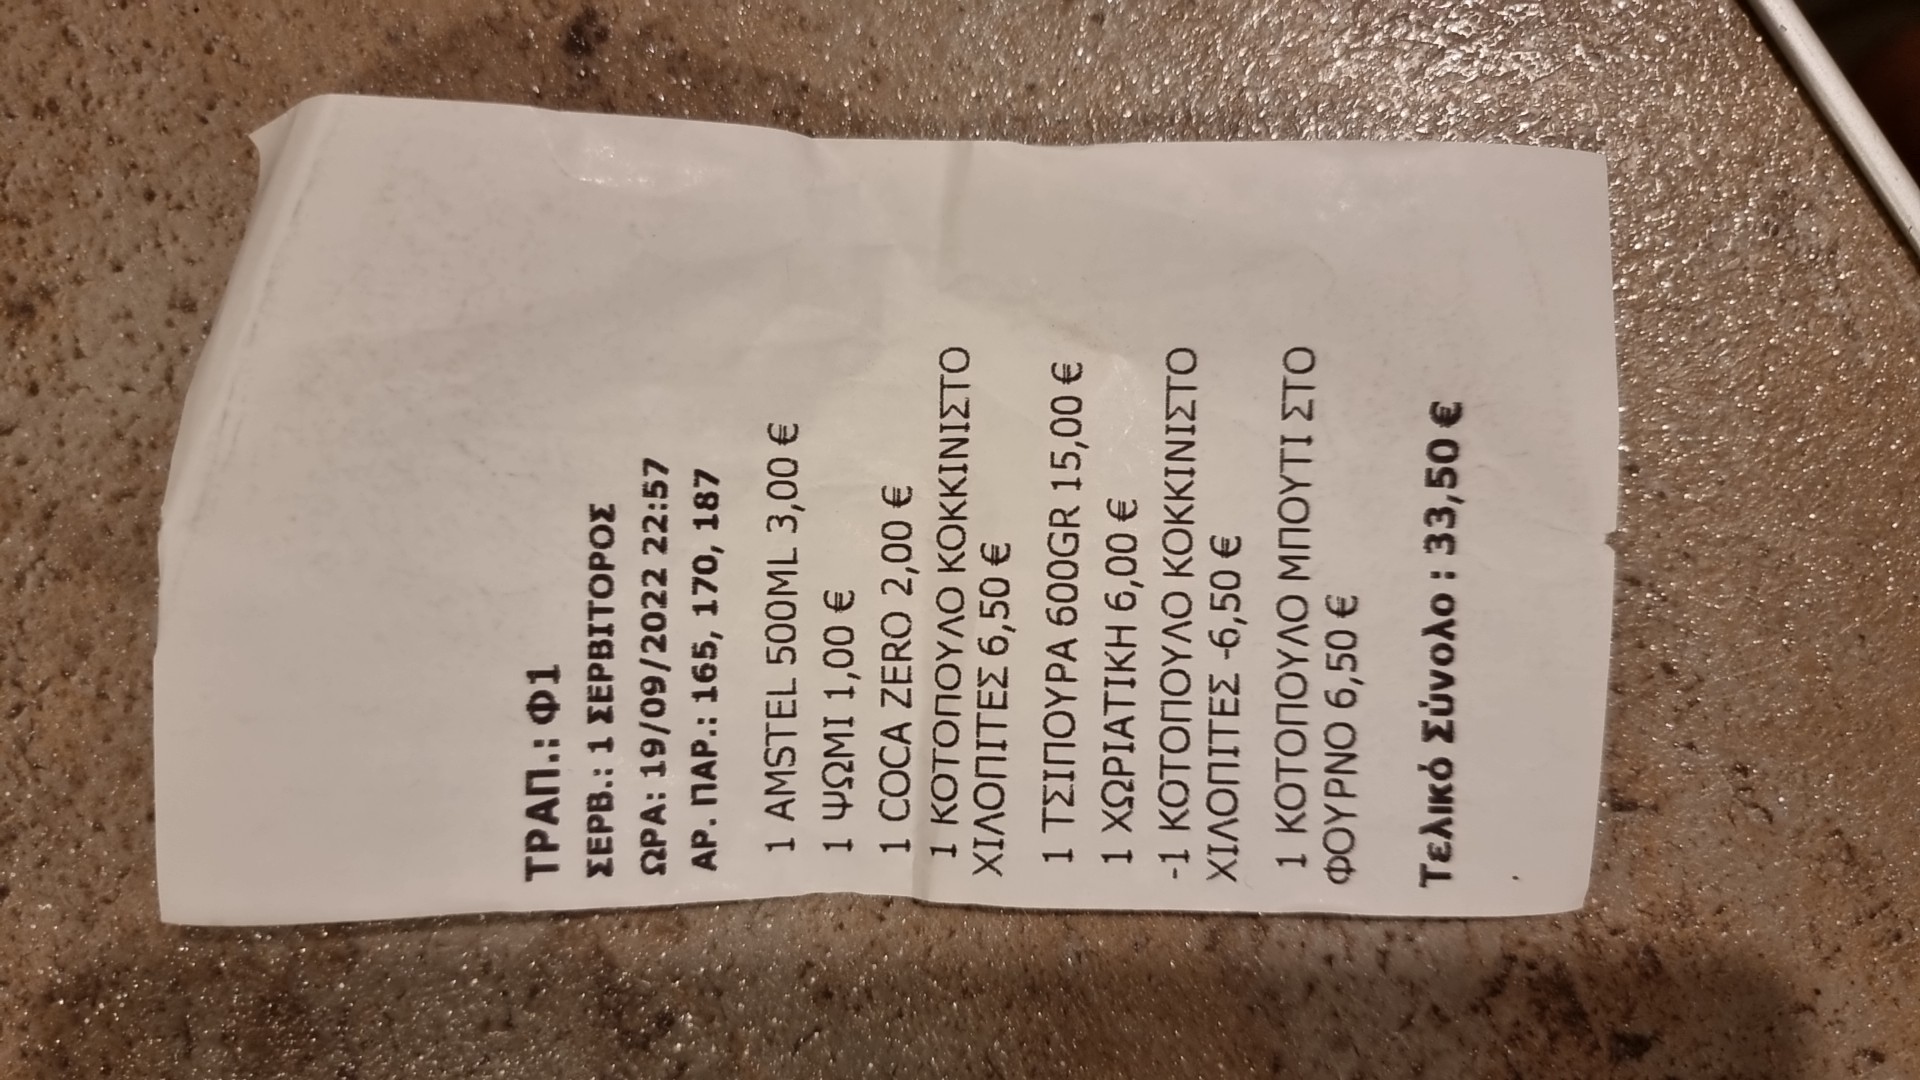 ΤΡΑΠ.: Φ1
ΣΕΡΒ.: 1 ΣΕΡΒΙΤΟΡΟΣ
ΩΡΑ: 19/09/2022 22:57
ΑΡ. ΠΑΡ.: 165, 170, 187
1 AMSTEL 500ML 3,00 €
1 ΨΩΜΙ 1,00 €
1 COCA ZERO 2,00 €
1 ΚΟΤΟΠΟΥΛΟ ΚΟΚΚΙΝΙΣΤΟ
ΧΙΛΟΠΙΤΕΣ 6,50 €
1 ΤΣΙΠΟΥΡΑ 600GR 15,00 €
1 ΧΩΡΙΑΤΙΚΗ 6,00 €
-1 ΚΟΤΟΠΟΥΛΟ ΚΟΚΚΙΝΙΣΤΟ
ΧΙΛΟΠΙΤΕΣ -6,50 €
1 ΚΟΤΟΠΟΥΛΟ ΜΠΟΥΤΙ ΣΤΟ
ΦΟΥΡΝΟ 6,50 €
Τελικό Σύνολο : 33,50 €